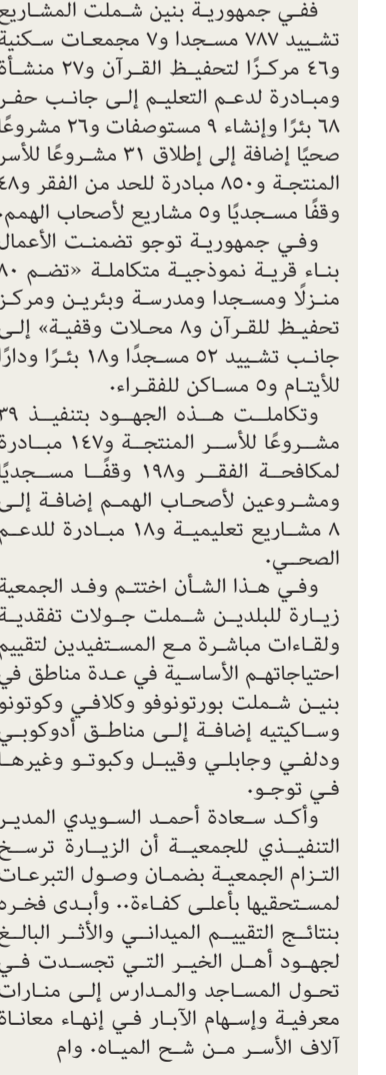 ففي جمهورية بنين شملت المشاريع
تشييد ٧٨٧ مسجدا و٧ مجمعات سكنية
و٤٦ مركزًا لتحفيظ القرآن و٢٧ منشأة
ومبادرة لدعم التعليم إلى جانب حفر
٦٨ بئرًا وإنشاء ٩ مستوصفات و٢٦ مشروعًا
صحيًا إضافة إلى إطلاق ٣١ مشروعًا للأسر
المنتجة و٨٥٠ مبادرة للحد من الفقر و٤٨
وقفًا مسجديًا و٥ مشاريع لأصحاب الهمم.
وفي جمهورية توجو تضمنت الأعمال
بناء قرية نموذجية متكاملة «تضم ٨٠
منزلًا ومسجدا ومدرسة وبئرين ومركز
تحفيظ للقرآن و٨ محلات وقفية» إلى
جانب تشييد ٥٢ مسجدًا و١٨ بئرًا ودارًا
للأيتام و٥ مساكن للفقراء.
وتكاملت هذه الجهود بتنفيذ ٣٩
مشروعًا للأسر المنتجة و١٤٧ مبادرة
لمكافحة الفقر و١٩٨ وقفًا مسجديًا
ومشروعين لأصحاب الهمم إضافة إلى
٨ مشاريع تعليمية و١٨ مبادرة للدعم
الصحي.
وفي هذا الشأن اختتم وفد الجمعية
زيارة للبلدين شملت جولات تفقدية
ولقاءات مباشرة مع المستفيدين لتقييم
احتياجاتهم الأساسية في عدة مناطق في
بنين شملت بورتونوفو وكلافي وكوتونو
وساكيتيه إضافة إلى مناطق أدوكوبي
ودلفي وجابلي وقيبل وكبوتو وغيرها
في توجو.
وأكد سعادة أحمد السويدي المدير
التنفيذي للجمعية أن الزيارة ترسخ
التزام الجمعية بضمان وصول التبرعات
لمستحقيها بأعلى كفاءة.. وأبدى فخره
بنتائج التقييم الميداني والأثر البالغ
لجهود أهل الخير التي تجسدت في
تحول المساجد والمدارس إلى منارات
معرفية وإسهام الآبار في إنهاء معاناة
آلاف الأسر من شح المياه. وام